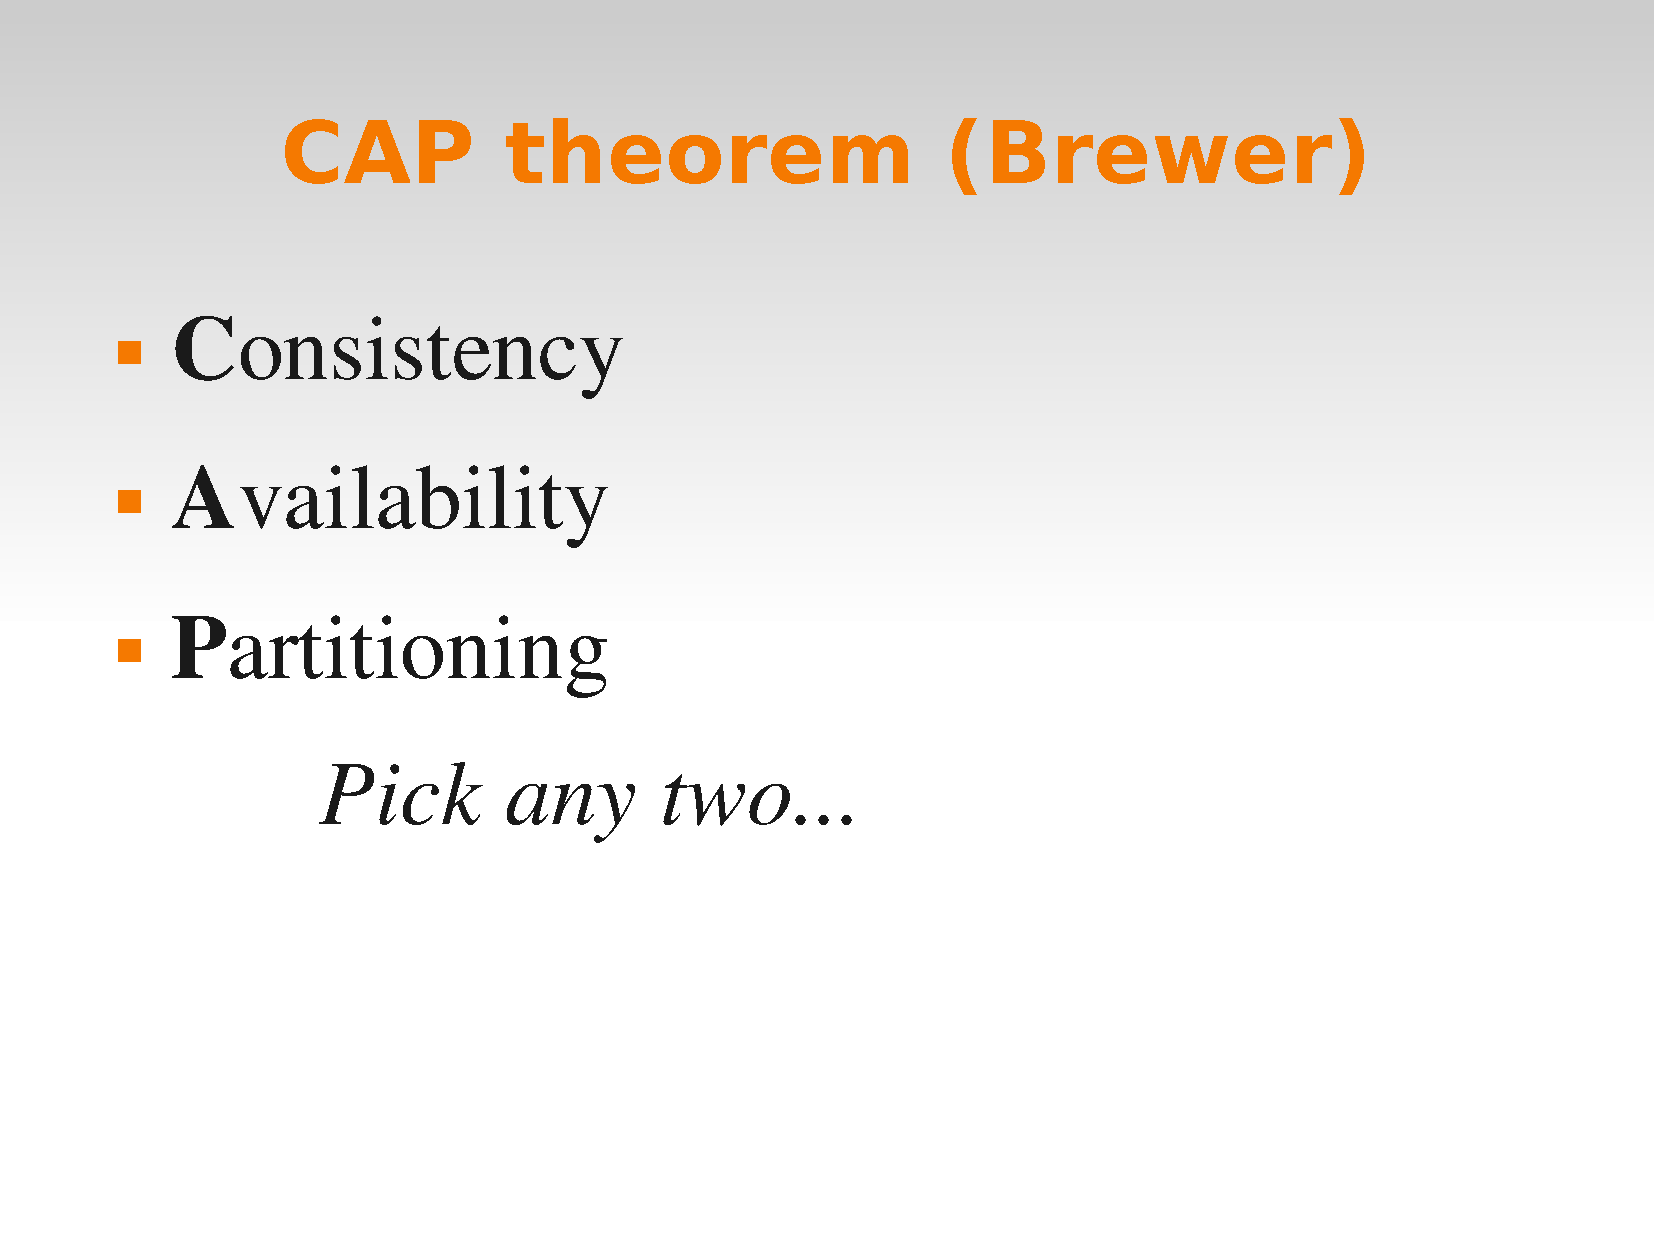 CAP theorem (Brewer)
Consistency
Availability
Partitioning
Pick any two...